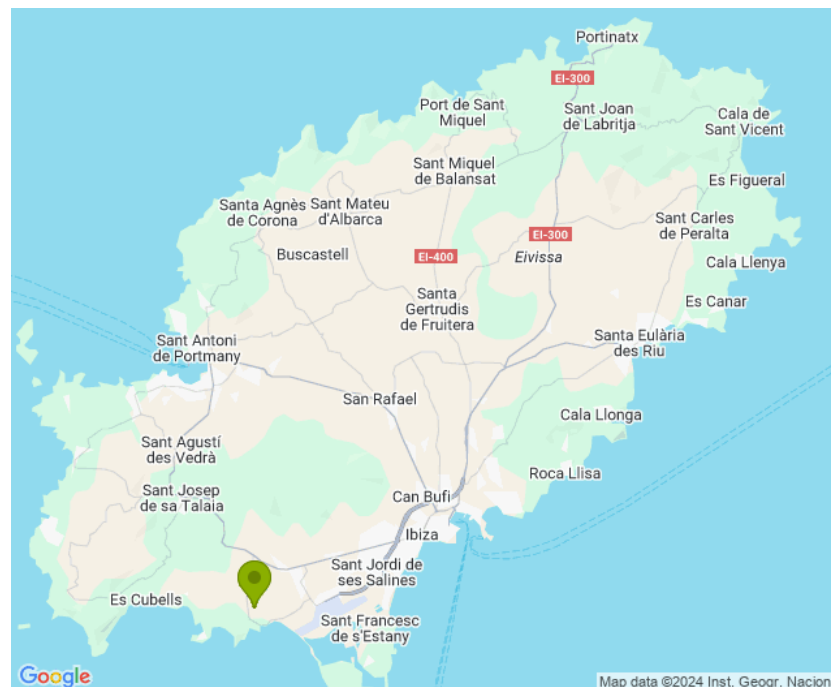 Portinatx
EI-300
Port de Sant
Miquel
Sant Joan
de Labritja
Cala de
Sant Vicent
Sant Miquel
de Balansat
Es Figueral
Santa Agnès
de Corona
Sant Mateu
d'Albarca
Sant Carles
de Peralta
EI-300
Buscastell
EI-400
Eivissa
Cala Llenya
Santa
Gertrudis
de Fruitera
Es Canar
Sant Antoni
de Portmany
Santa Eulària
des Riu
San Rafael
Cala Llonga
Sant Agustí
des Vedrà
Roca Llisa
Sant Josep
de sa Talaia
Can Bufi
Ibiza
Sant Jordi de
ses Salines
Es Cubells
Sant Francesc
de s'Estany
Google
Map data ©2024 Inst. Geogr. Nacion